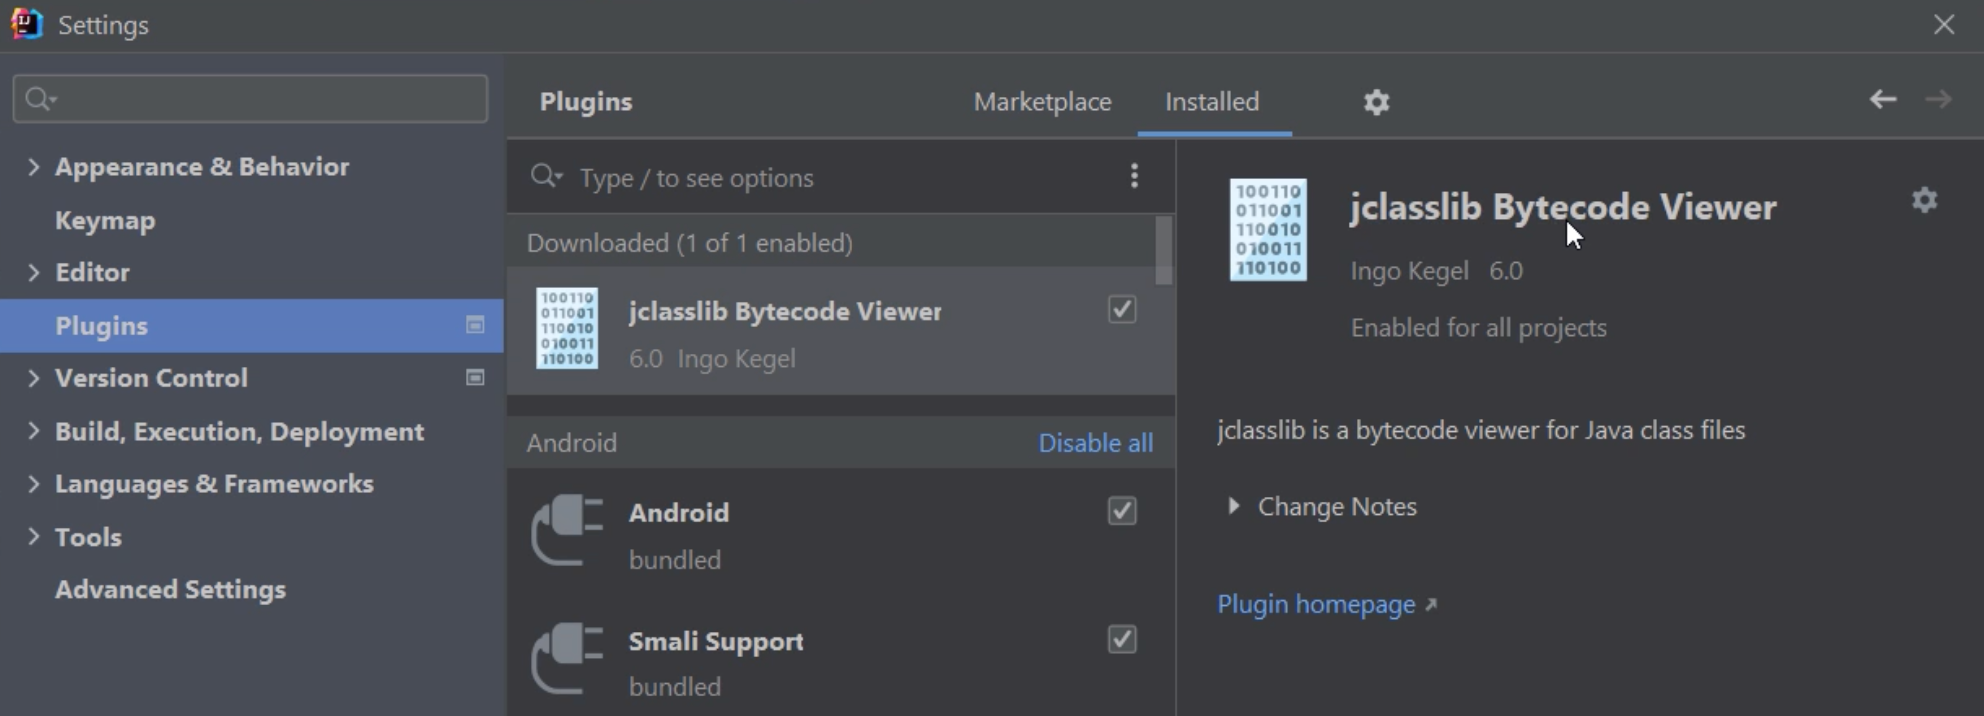 Settings
Appearance & Behavior
Keymap
Editor
Plugins
Version Control
Build, Execution, Deployment
Languages & Frameworks
Tools
Advanced Settings
Plugins
Marketplace
Installed
Type / to see options
Downloaded (1 of 1 enabled)
100110
011001
110010
010011
110100
jclasslib Bytecode Viewer
6.0 Ingo Kegel
Android
Disable all
Android
bundled
Smali Support
bundled
100110
011001
110010
010011
110100
jclasslib Bytecode Viewer
Ingo Kegel 6.0
Enabled for all projects
jclasslib is a bytecode viewer for Java class files
Change Notes
Plugin homepage